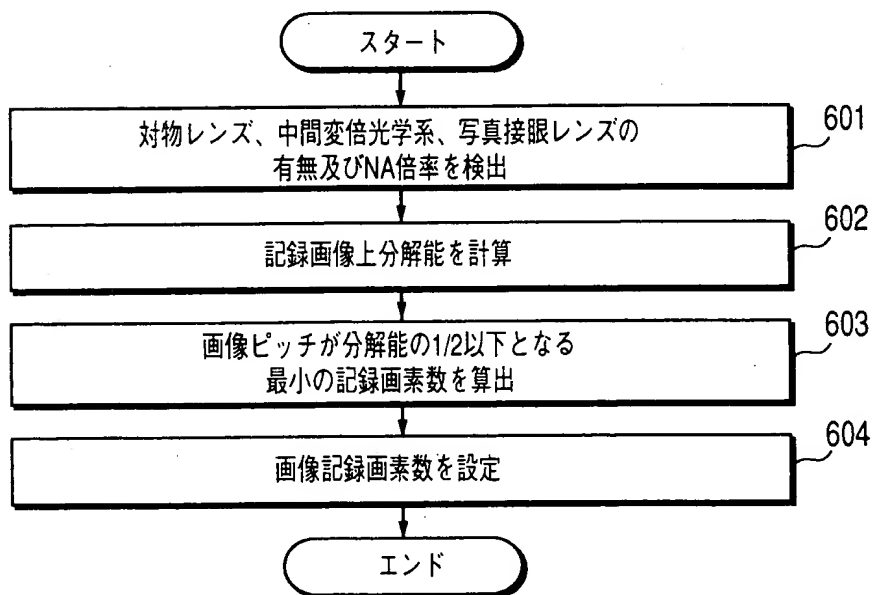 スタート
対物レンズ、中間変倍光学系、写真接眼レンズの
有無及びNA倍率を検出
601
記録画像上分解能を計算
602
画像ピッチが分解能の1/2以下となる
最小の記録画素数を算出
603
画像記録画素数を設定
604
エンド